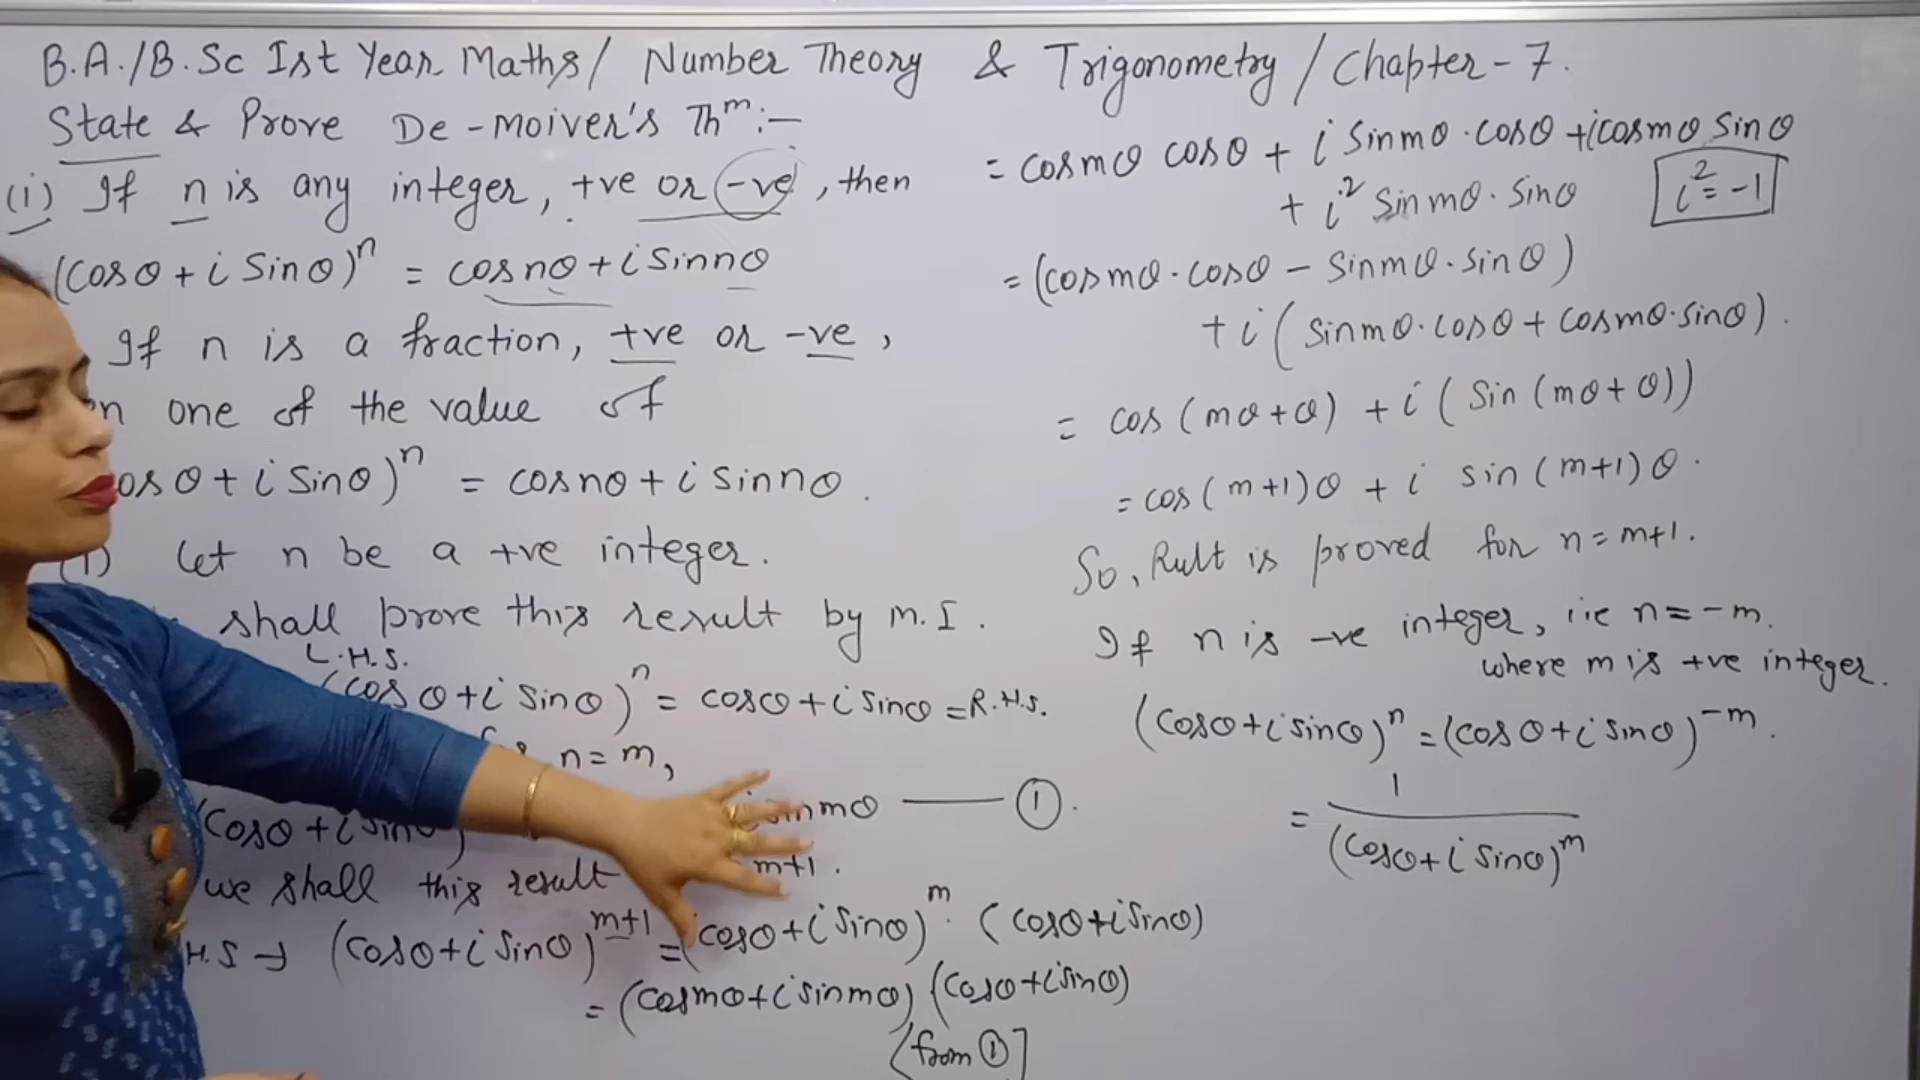 B.A./B.Sc Ist Year Maths/ Number Theory & Trigonometry / Chapter-7.
State & Prove De-moiver's Thᵐ:-
(i) If n is any integer, +ve or -ve, then
(cosθ + i sinθ)ⁿ = cosnθ + i sinnθ
If n is a fraction, +ve or -ve,
one of the value of
osθ + i sinθ)ⁿ = cosnθ + i sinnθ.
Let n be a +ve integer.
shall prove this result by m.I.
L.H.S.
(cosθ + i sinθ)ⁿ = cosθ + i sinθ = R.H.S.
n = m,
(cosθ + i sinθ) i sinmθ —— ①.
we shall this result m+1.
H.S → (cosθ + i sinθ)ᵐ⁺¹ = (cosθ + i sinθ)ᵐ · (cosθ + i sinθ)
= (cosmθ + i sinmθ) (cosθ + i sinθ)
[from ①]
= cosmθ cosθ + i sinmθ · cosθ + i cosmθ sinθ
+ i² sinmθ · sinθ
i² = -1
= (cosmθ · cosθ - sinmθ · sinθ)
+ i (sinmθ · cosθ + cosmθ · sinθ).
= cos (mθ + θ) + i (sin (mθ + θ))
= cos (m+1)θ + i sin (m+1)θ.
So, Rult is proved for n = m+1.
If n is -ve integer, i.e n = -m.
where m is +ve integer.
(cosθ + i sinθ)ⁿ = (cosθ + i sinθ)⁻ᵐ.
= 1
(cosθ + i sinθ)ᵐ